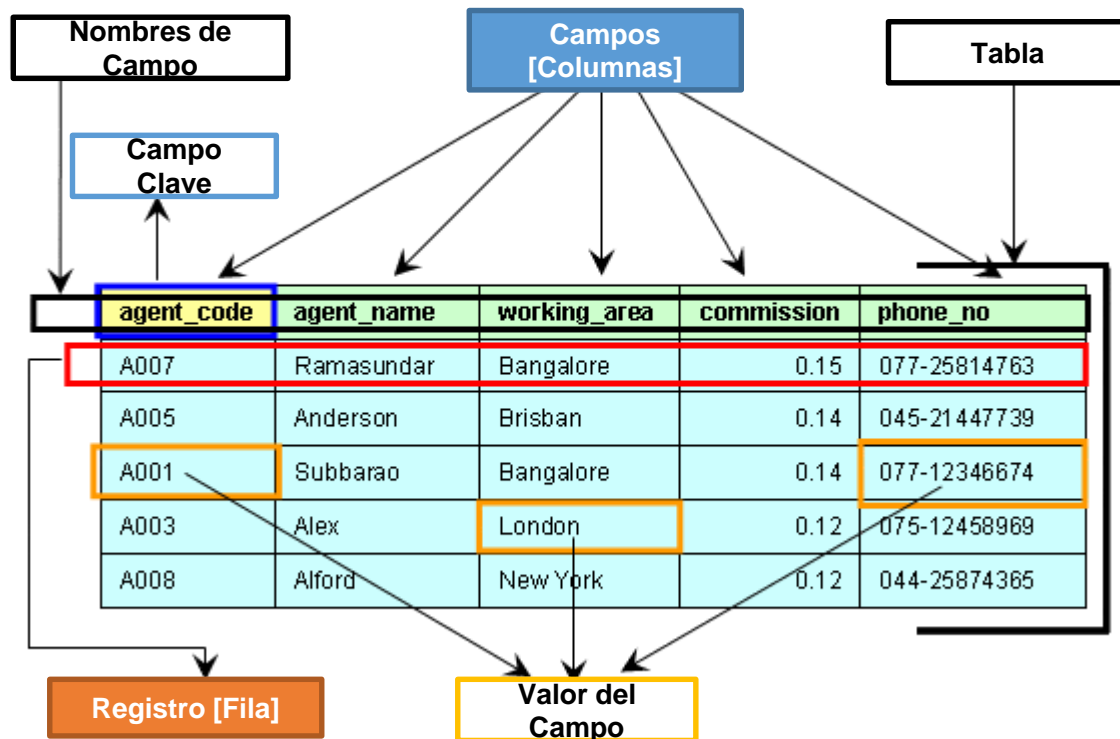 Nombres de
Campo
Campos
[Columnas]
Tabla
Campo
Clave
agent_code agent_name working_area commission phone_no
A007 Ramasundar Bangalore 0.15 077-25814763
A005 Anderson Brisban 0.14 045-21447739
A001 Subbarao Bangalore 0.14 077-12346674
A003 Alex London 0.12 075-12458969
A008 Alford New York 0.12 044-25874365
Registro [Fila]
Valor del
Campo